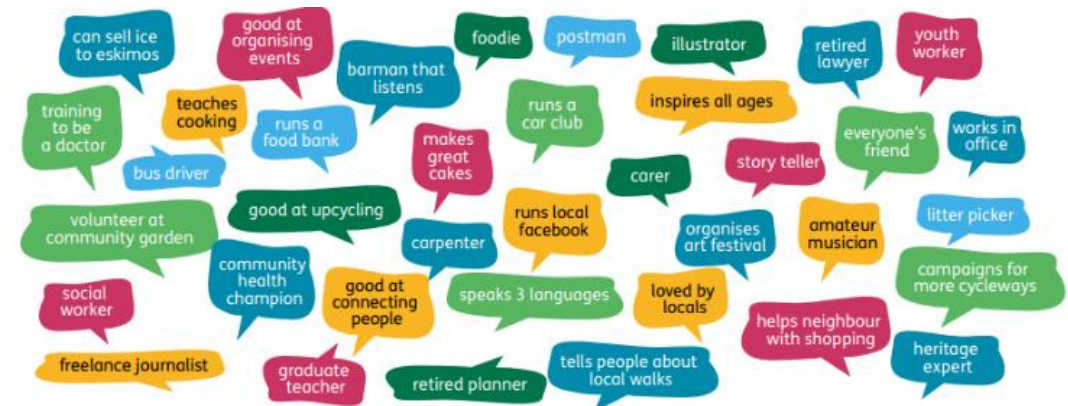 can sell ice
to eskimos
good at
organising
events
foodie
postman
illustrator
retired
lawyer
youth
worker
barman that
listens
training
to be
a doctor
teaches
cooking
runs a
food bank
runs a
car club
inspires all ages
everyone's
friend
works in
office
bus driver
makes
great
cakes
carer
story teller
volunteer at
community garden
good at upcycling
carpenter
runs local
facebook
organises
art festival
amateur
musician
litter picker
community
health
champion
social
worker
good at
connecting
people
speaks 3 languages
loved by
locals
helps neighbour
with shopping
campaigns for
more cycleways
freelance journalist
graduate
teacher
retired planner
tells people about
local walks
heritage
expert